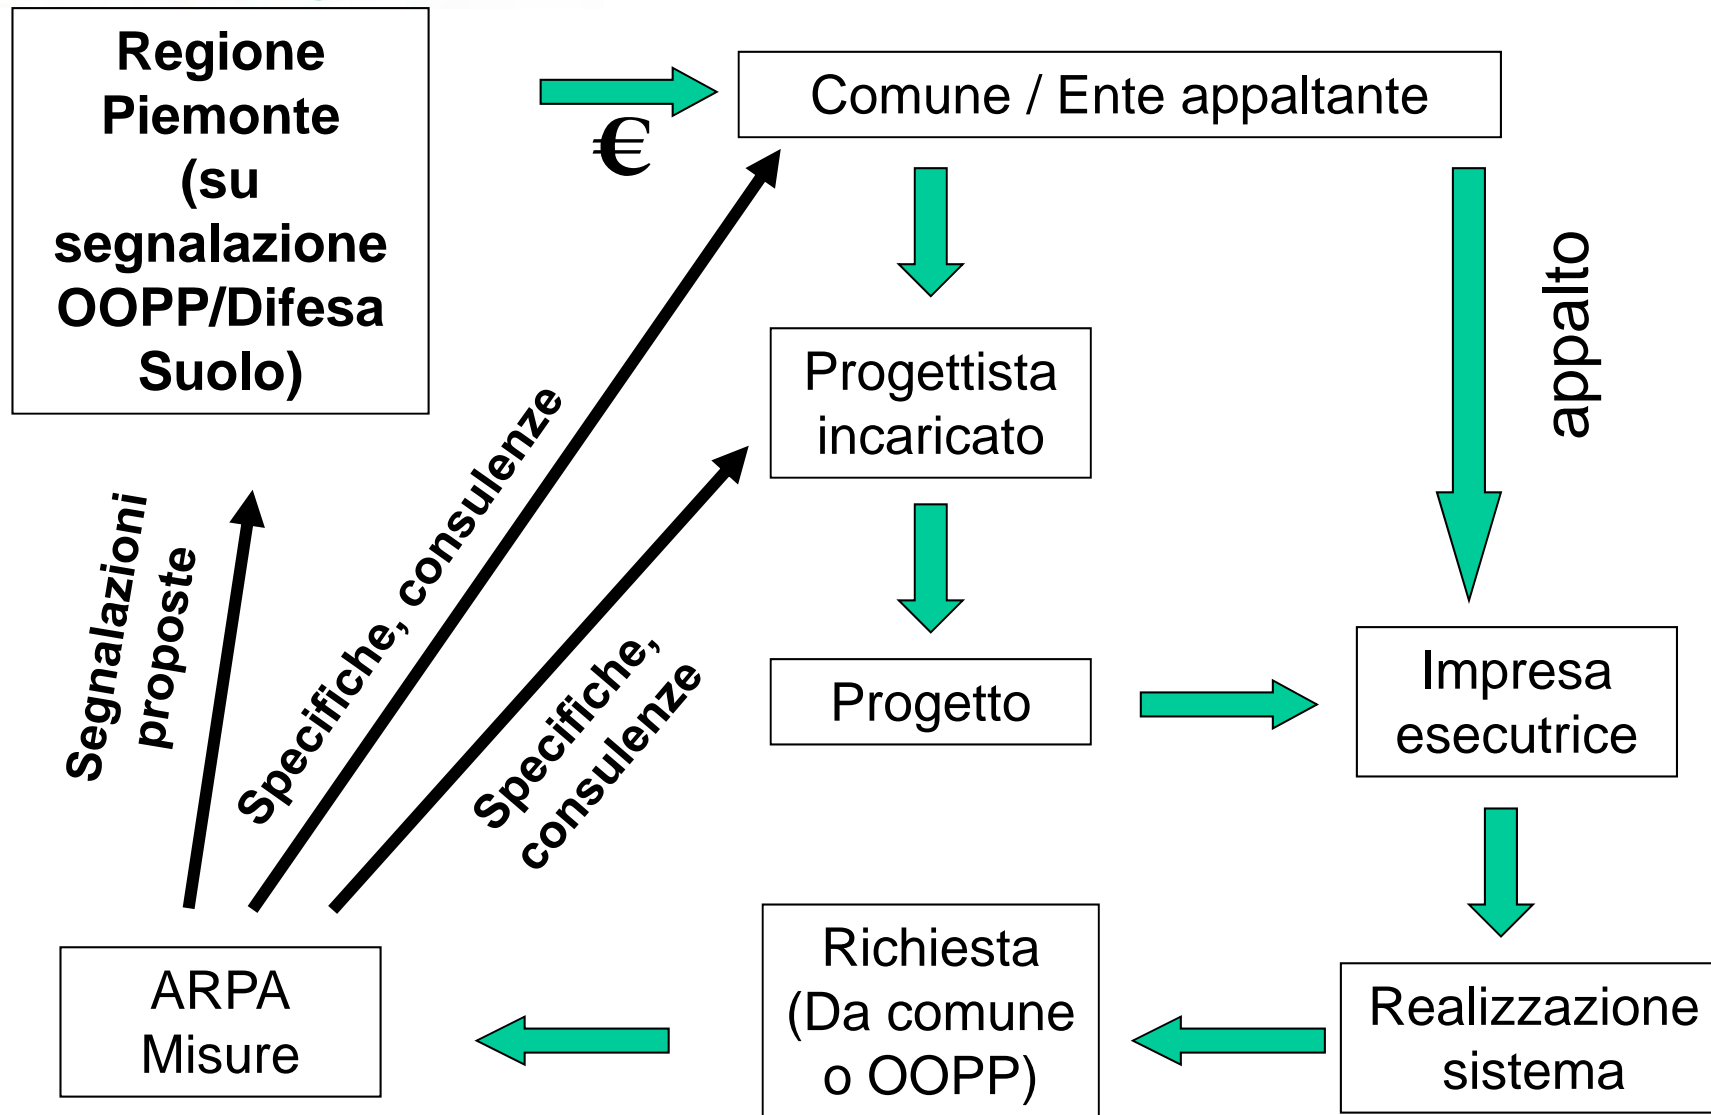 Regione
Piemonte
(su
segnalazione
OOPP/Difesa
Suolo)
€
Comune / Ente appaltante
appalto
Progettista
incaricato
Segnalazioni
proposte
Specifiche, consulenze
Specifiche,
consulenze
Progetto
Impresa
esecutrice
ARPA
Misure
Richiesta
(Da comune
o OOPP)
Realizzazione
sistema